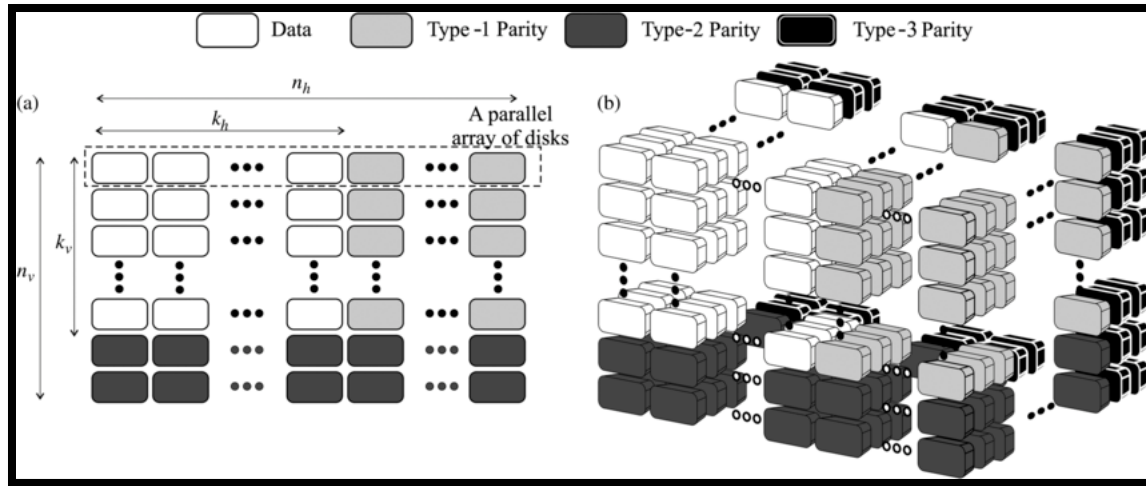 Data Type-1 Parity Type-2 Parity Type-3 Parity
(a)
n_h
k_h
A parallel
array of disks
k_v
n_v
(b)